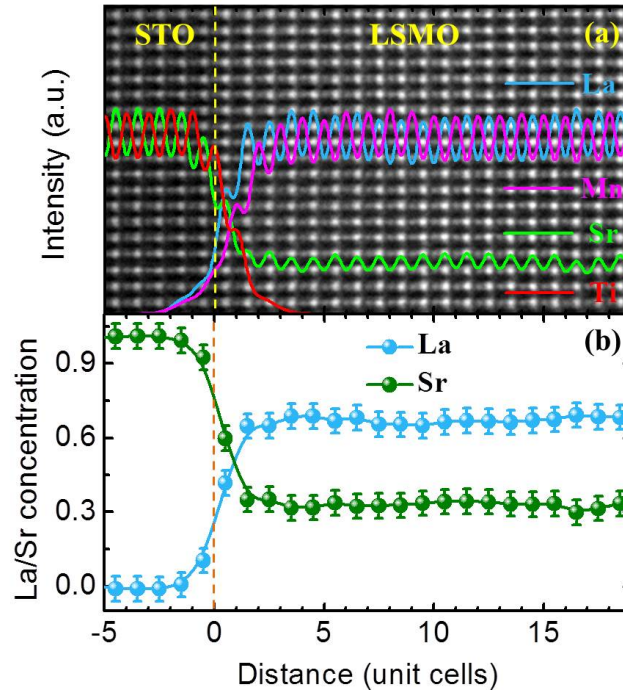 STO LSMO (a)
La
Mn
Sr
Ti
Intensity (a.u.)
(b)
La
Sr
0.9
0.6
0.3
0.0
La/Sr concentration
-5 0 5 10 15
Distance (unit cells)